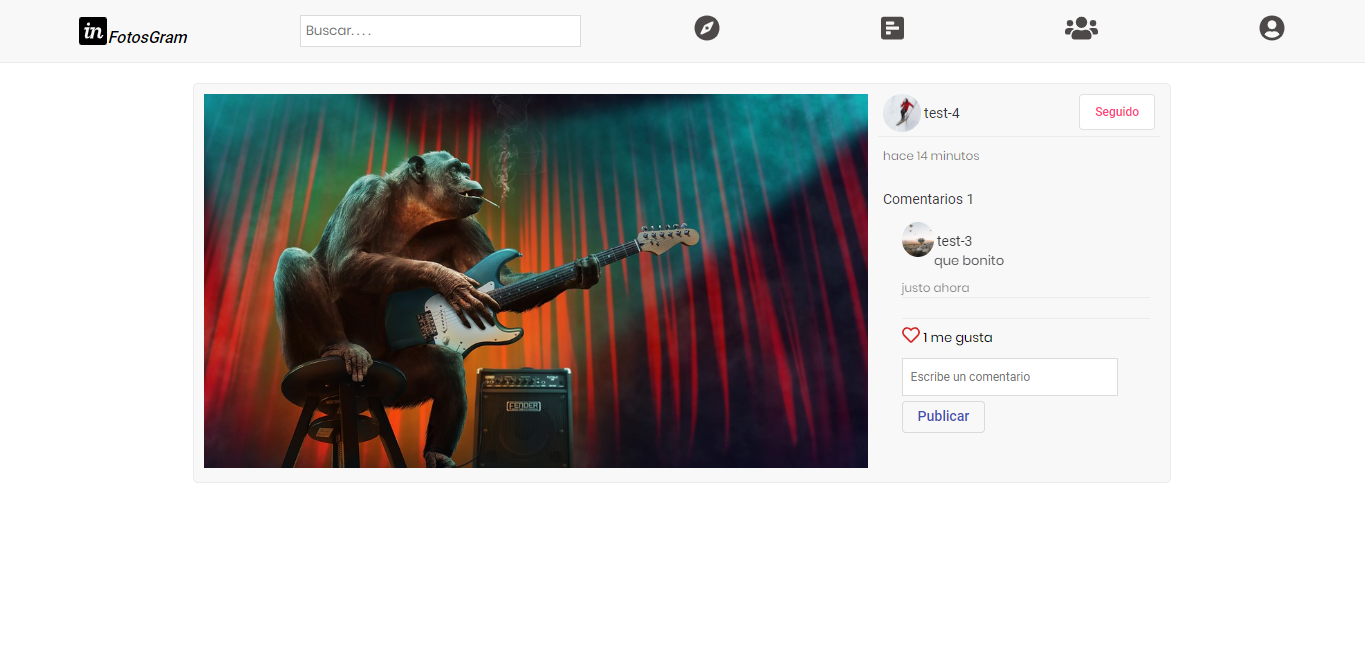 in FotosGram
Buscar. . . .
test-4
Seguido
hace 14 minutos
Comentarios 1
test-3
que bonito
justo ahora
1 me gusta
Escribe un comentario
Publicar
FENDER